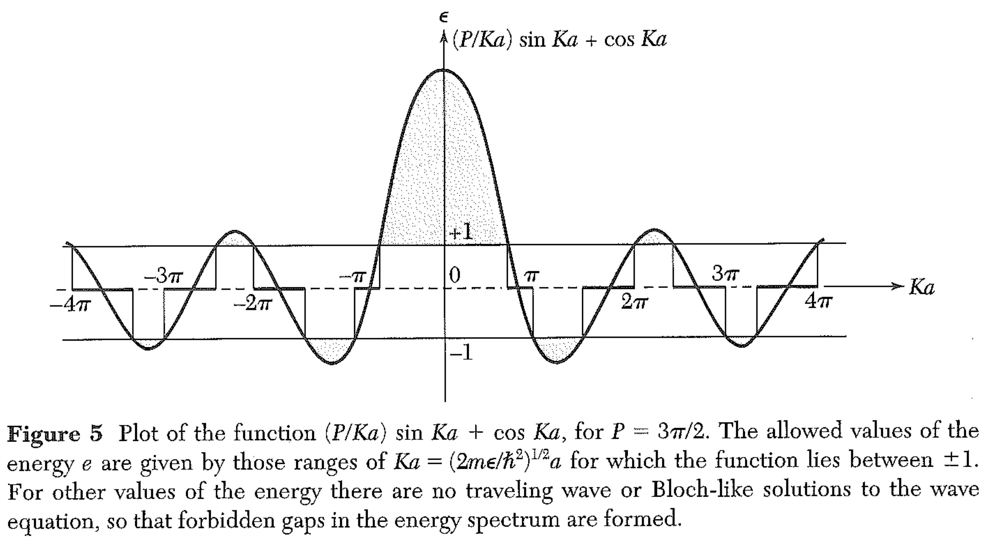 ϵ
(P/Ka) sin Ka + cos Ka
+1
−3π −π 0 π 3π
Ka
−4π −2π 2π 4π
−1
Figure 5 Plot of the function (P/Ka) sin Ka + cos Ka, for P = 3π/2. The allowed values of the
energy e are given by those ranges of Ka = (2mϵ/ℏ²)^1/2 a for which the function lies between ±1.
For other values of the energy there are no traveling wave or Bloch-like solutions to the wave
equation, so that forbidden gaps in the energy spectrum are formed.